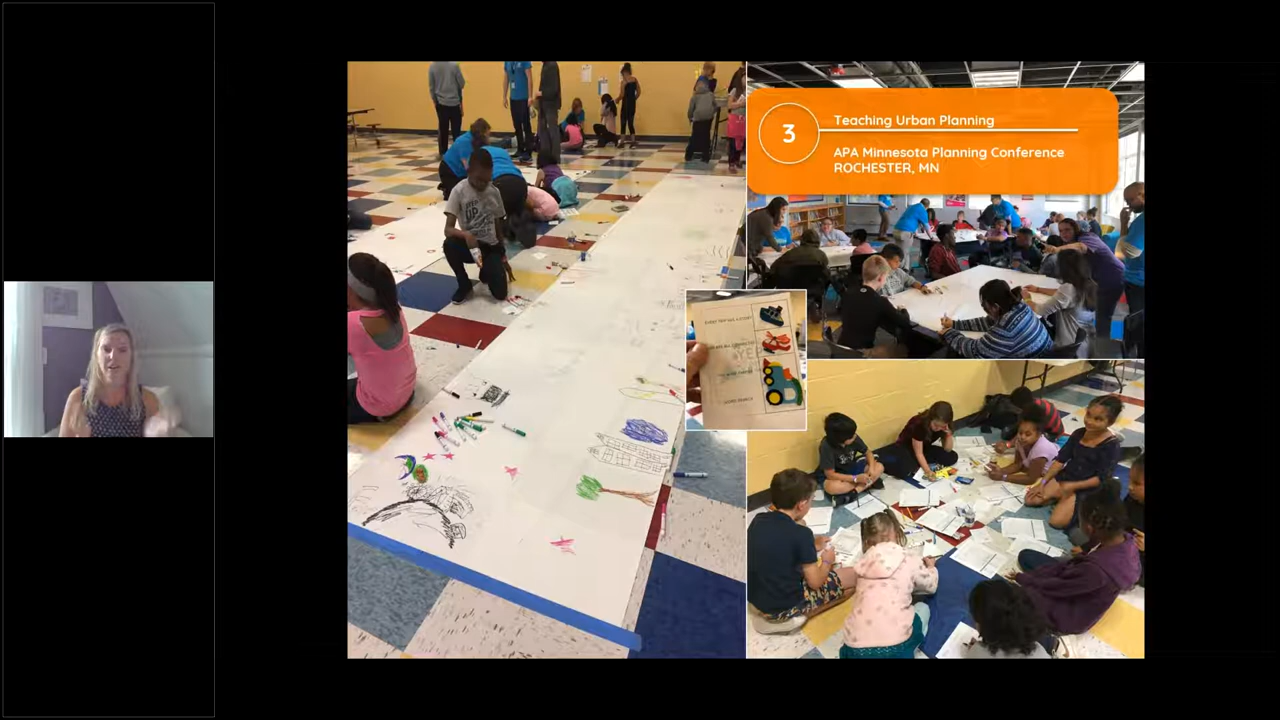 3
Teaching Urban Planning
APA Minnesota Planning Conference
ROCHESTER, MN